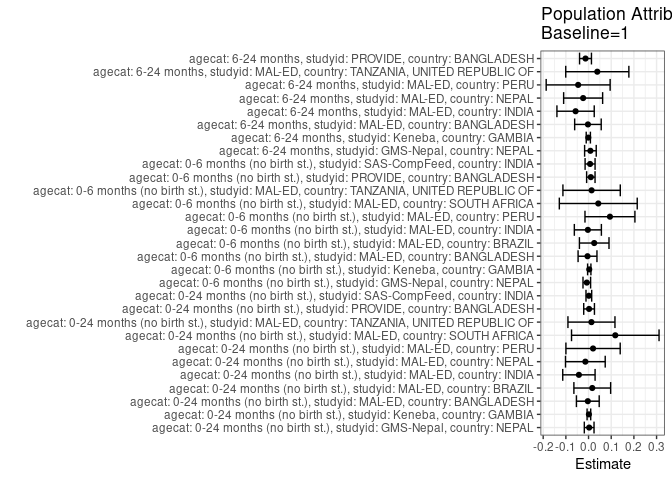 Population Attrib
Baseline=1
agecat: 6-24 months, studyid: PROVIDE, country: BANGLADESH
agecat: 6-24 months, studyid: MAL-ED, country: TANZANIA, UNITED REPUBLIC OF
agecat: 6-24 months, studyid: MAL-ED, country: PERU
agecat: 6-24 months, studyid: MAL-ED, country: NEPAL
agecat: 6-24 months, studyid: MAL-ED, country: INDIA
agecat: 6-24 months, studyid: MAL-ED, country: BANGLADESH
agecat: 6-24 months, studyid: Keneba, country: GAMBIA
agecat: 6-24 months, studyid: GMS-Nepal, country: NEPAL
agecat: 0-6 months (no birth st.), studyid: SAS-CompFeed, country: INDIA
agecat: 0-6 months (no birth st.), studyid: PROVIDE, country: BANGLADESH
agecat: 0-6 months (no birth st.), studyid: MAL-ED, country: TANZANIA, UNITED REPUBLIC OF
agecat: 0-6 months (no birth st.), studyid: MAL-ED, country: SOUTH AFRICA
agecat: 0-6 months (no birth st.), studyid: MAL-ED, country: PERU
agecat: 0-6 months (no birth st.), studyid: MAL-ED, country: INDIA
agecat: 0-6 months (no birth st.), studyid: MAL-ED, country: BRAZIL
agecat: 0-6 months (no birth st.), studyid: MAL-ED, country: BANGLADESH
agecat: 0-6 months (no birth st.), studyid: Keneba, country: GAMBIA
agecat: 0-6 months (no birth st.), studyid: GMS-Nepal, country: NEPAL
agecat: 0-24 months (no birth st.), studyid: SAS-CompFeed, country: INDIA
agecat: 0-24 months (no birth st.), studyid: PROVIDE, country: BANGLADESH
agecat: 0-24 months (no birth st.), studyid: MAL-ED, country: TANZANIA, UNITED REPUBLIC OF
agecat: 0-24 months (no birth st.), studyid: MAL-ED, country: SOUTH AFRICA
agecat: 0-24 months (no birth st.), studyid: MAL-ED, country: PERU
agecat: 0-24 months (no birth st.), studyid: MAL-ED, country: NEPAL
agecat: 0-24 months (no birth st.), studyid: MAL-ED, country: INDIA
agecat: 0-24 months (no birth st.), studyid: MAL-ED, country: BRAZIL
agecat: 0-24 months (no birth st.), studyid: MAL-ED, country: BANGLADESH
agecat: 0-24 months (no birth st.), studyid: Keneba, country: GAMBIA
agecat: 0-24 months (no birth st.), studyid: GMS-Nepal, country: NEPAL
-0.2 -0.1 0.0 0.1 0.2 0.3
Estimate